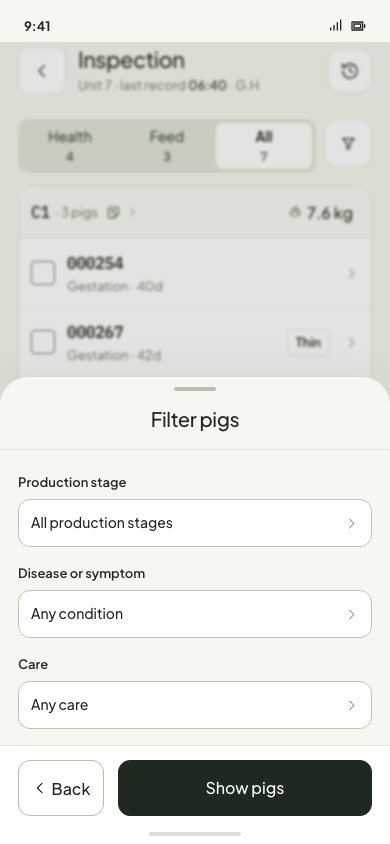 9:41
Inspection
Unit 7 · last record 06:40 · G.H
Health
4
Feed
3
All
7
C1 · 3 pigs
7.6 kg
000254
Gestation · 40d
000267
Gestation · 42d
Thin
Filter pigs
Production stage
All production stages
Disease or symptom
Any condition
Care
Any care
Back
Show pigs